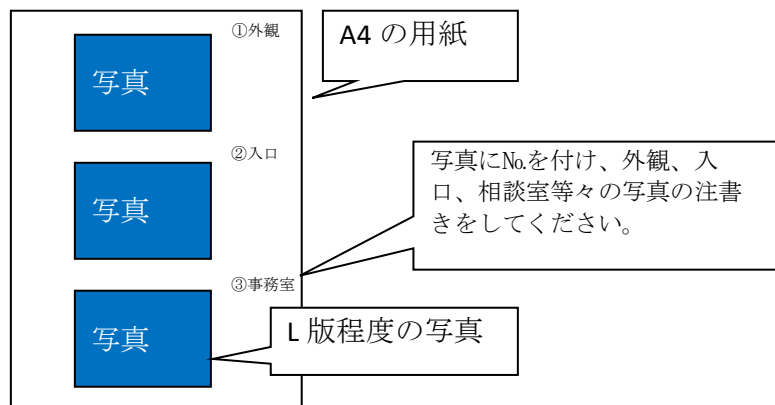 ①外観
A4 の用紙
写真
②入口
写真に№を付け、外観、入
口、相談室等々の写真の注書
きをしてください。
写真
③事務室
L 版程度の写真
写真